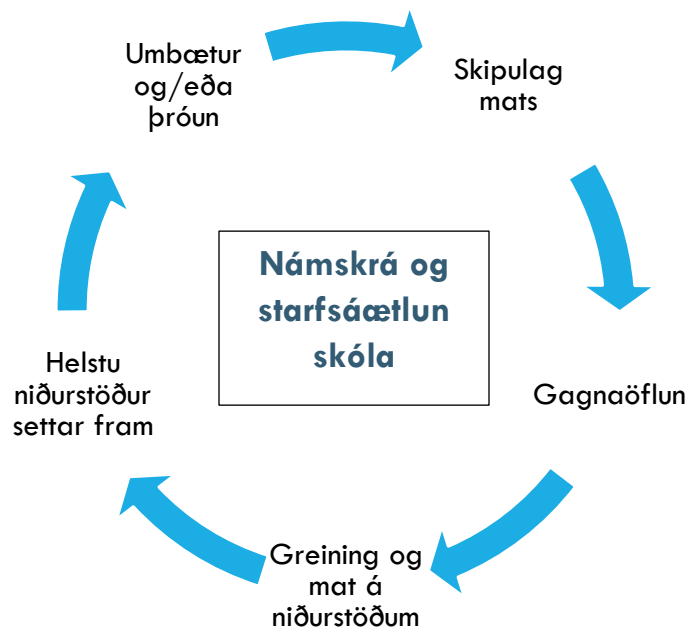 Umbætur
og/eða
þróun
Skipulag
mats
Námskrá og
starfsáætlun
skóla
Gagnaöflun
Helstu
niðurstöður
settar fram
Greining og
mat á
niðurstöðum